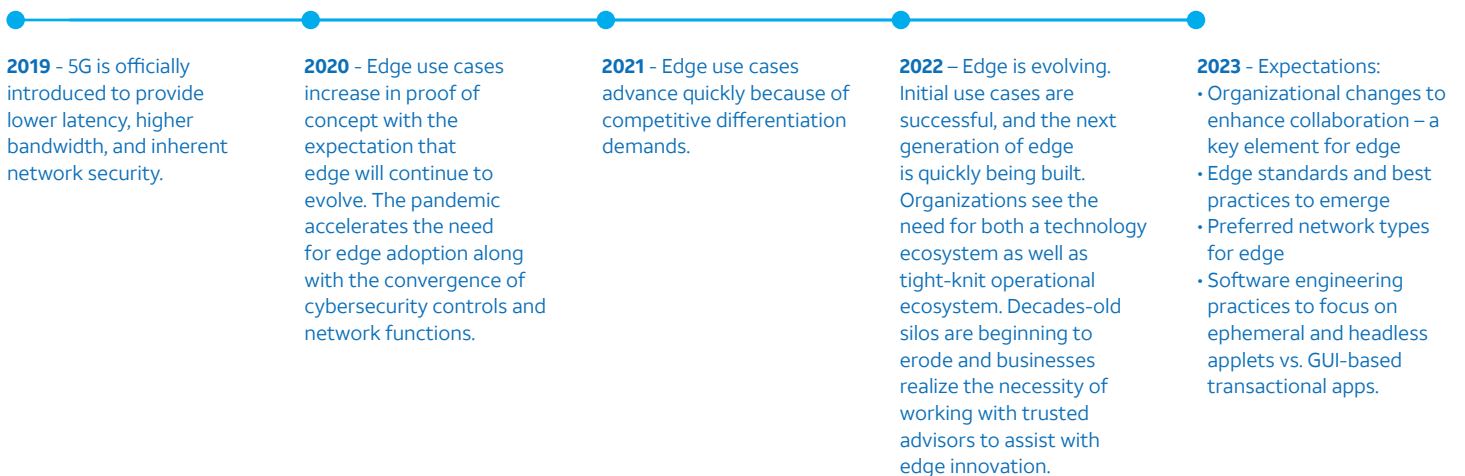 2019 - 5G is officially
introduced to provide
lower latency, higher
bandwidth, and inherent
network security.
2020 - Edge use cases
increase in proof of
concept with the
expectation that
edge will continue to
evolve. The pandemic
accelerates the need
for edge adoption along
with the convergence of
cybersecurity controls and
network functions.
2021 - Edge use cases
advance quickly because of
competitive differentiation
demands.
2022 – Edge is evolving.
Initial use cases are
successful, and the next
generation of edge
is quickly being built.
Organizations see the
need for both a technology
ecosystem as well as
tight-knit operational
ecosystem. Decades-old
silos are beginning to
erode and businesses
realize the necessity of
working with trusted
advisors to assist with
edge innovation.
2023 - Expectations:
• Organizational changes to
enhance collaboration – a
key element for edge
• Edge standards and best
practices to emerge
• Preferred network types
for edge
• Software engineering
practices to focus on
ephemeral and headless
applets vs. GUI-based
transactional apps.